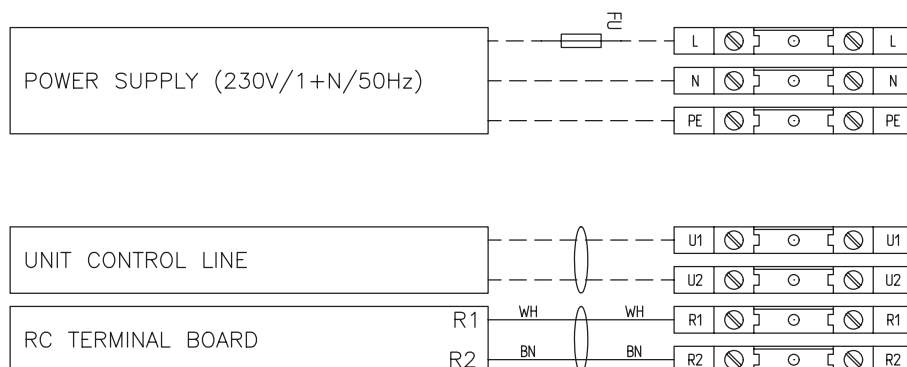 FU
L L
POWER SUPPLY (230V/1+N/50Hz) N N
PE PE
U1 U1
UNIT CONTROL LINE
U2 U2
R1 WH WH R1 R1
RC TERMINAL BOARD
R2 BN BN R2 R2